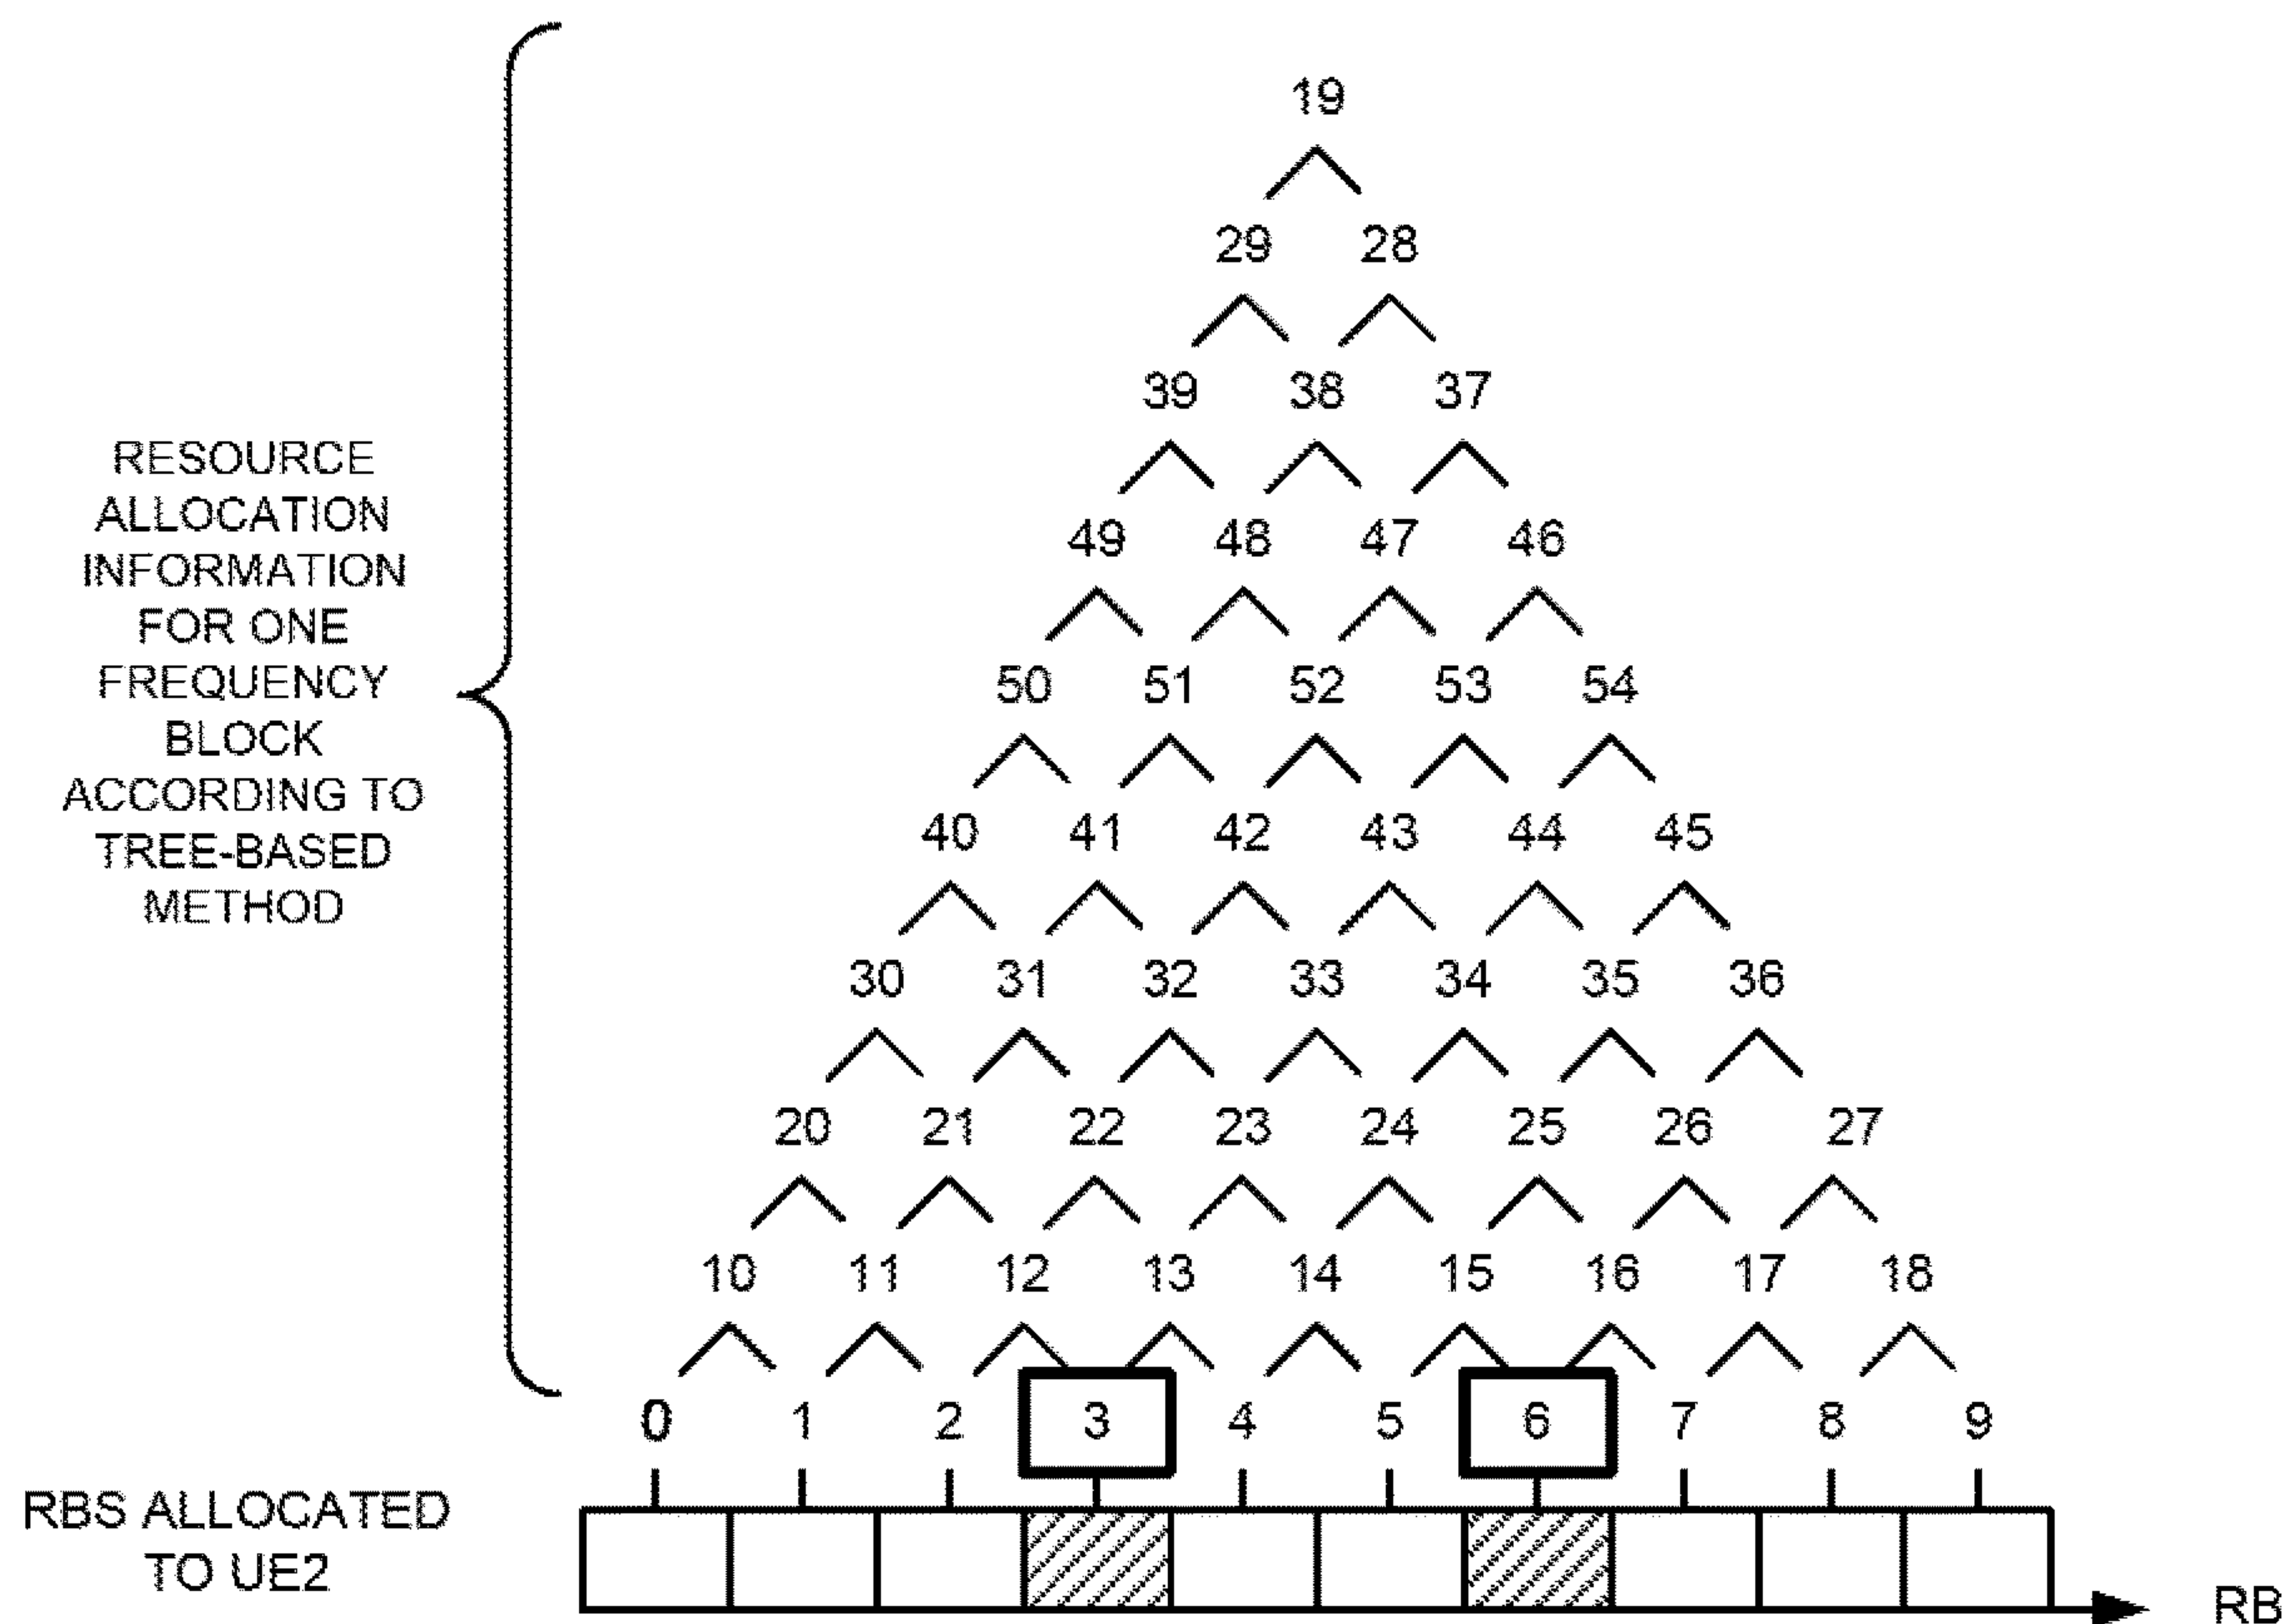 19
29 28
39 38 37
49 48 47 46
50 51 52 53 54
40 41 42 43 44 45
30 31 32 33 34 35 36
20 21 22 23 24 25 26 27
10 11 12 13 14 15 16 17 18
0 1 2 3 4 5 6 7 8 9
RESOURCE
ALLOCATION
INFORMATION
FOR ONE
FREQUENCY
BLOCK
ACCORDING TO
TREE-BASED
METHOD
RBS ALLOCATED
TO UE2
RB